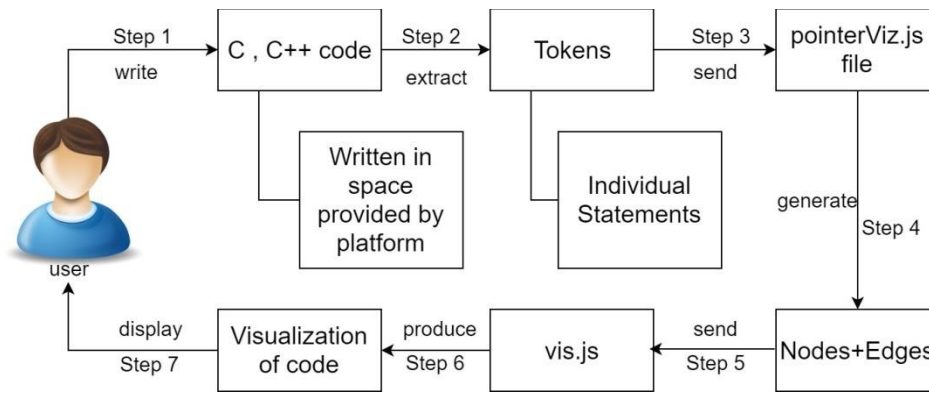 Step 1
write
C , C++ code
Step 2
extract
Tokens
Step 3
send
pointerViz.js
file
Written in
space
provided by
platform
Individual
Statements
generate
Step 4
user
display
Step 7
Visualization
of code
produce
Step 6
vis.js
send
Step 5
Nodes+Edges